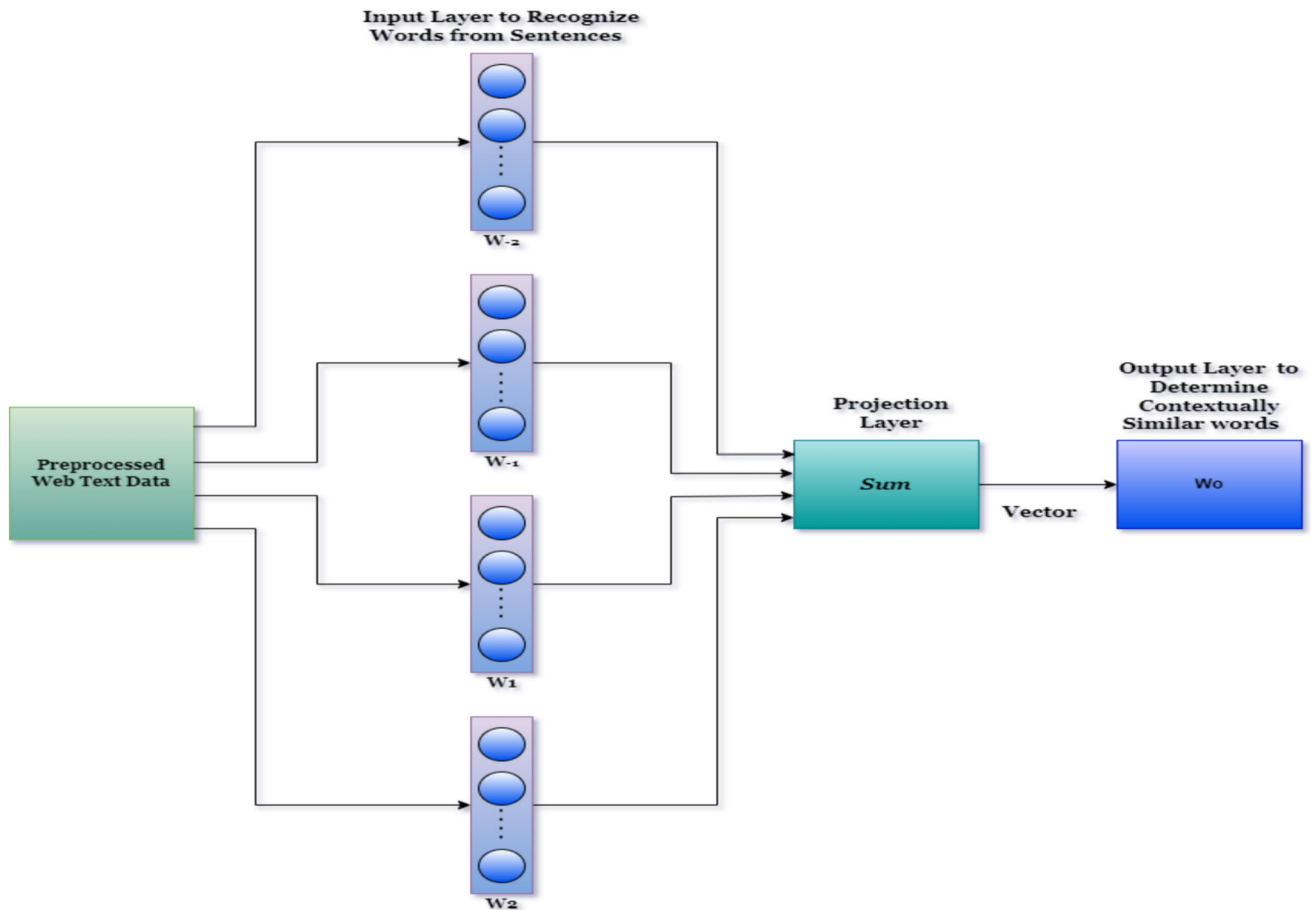 Input Layer to Recognize
Words from Sentences
W-2
W-1
Preprocessed
Web Text Data
W1
W2
Projection
Layer
Sum
Vector
Output Layer to
Determine
Contextually
Similar words
Wo